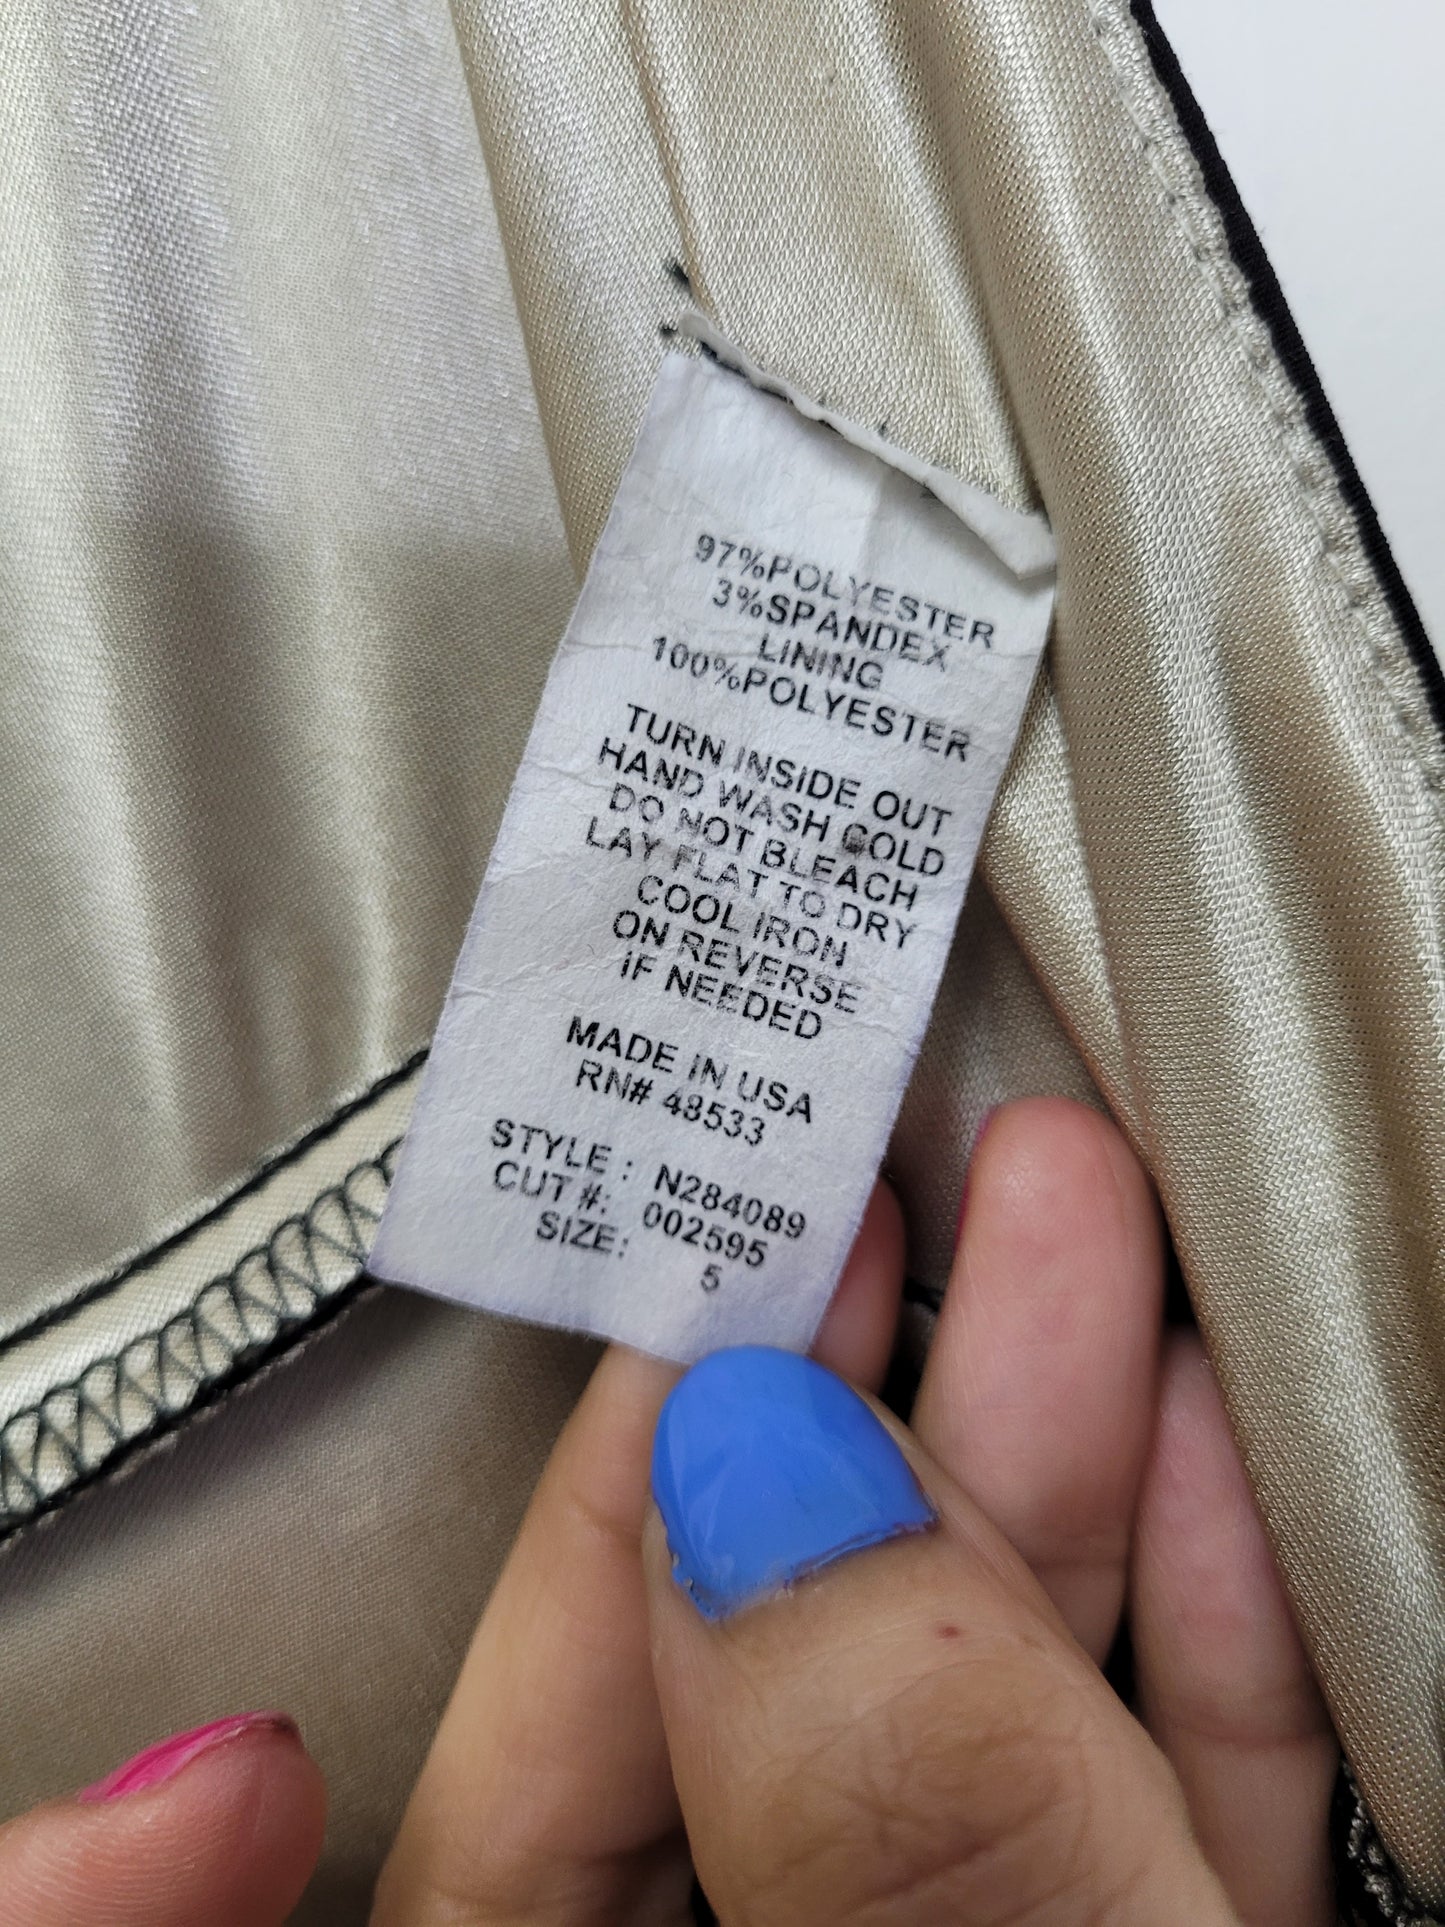 97%POLYESTER
3%SPANDEX
LINING
100%POLYESTER
TURN INSIDE OUT
HAND WASH COLD
DO NOT BLEACH
LAY FLAT TO DRY
COOL IRON
ON REVERSE
IF NEEDED
MADE IN USA
RN# 48533
STYLE : N284089
CUT #: 002595
SIZE: 5